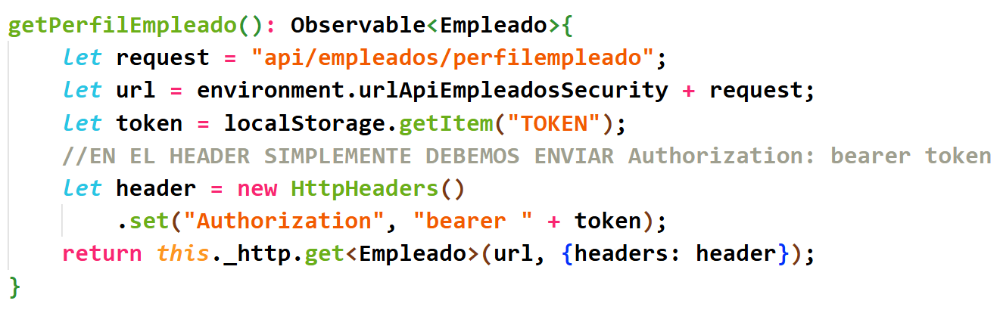 getPerfilEmpleado(): Observable<Empleado>{
let request = "api/empleados/perfilempleado";
let url = environment.urlApiEmpleadosSecurity + request;
let token = localStorage.getItem("TOKEN");
//EN EL HEADER SIMPLEMENTE DEBEMOS ENVIAR Authorization: bearer token
let header = new HttpHeaders()
.set("Authorization", "bearer " + token);
return this._http.get<Empleado>(url, {headers: header});
}